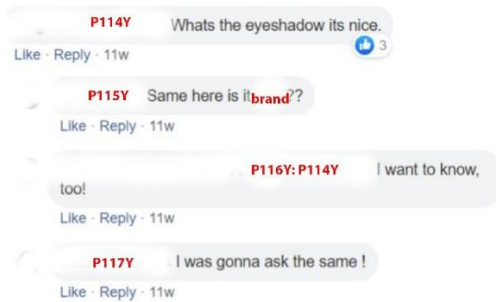 P114Y Whats the eyeshadow its nice.
3
Like · Reply · 11w
P115Y Same here is it brand??
Like · Reply · 11w
P116Y: P114Y I want to know,
too!
Like · Reply · 11w
P117Y I was gonna ask the same !
Like · Reply · 11w